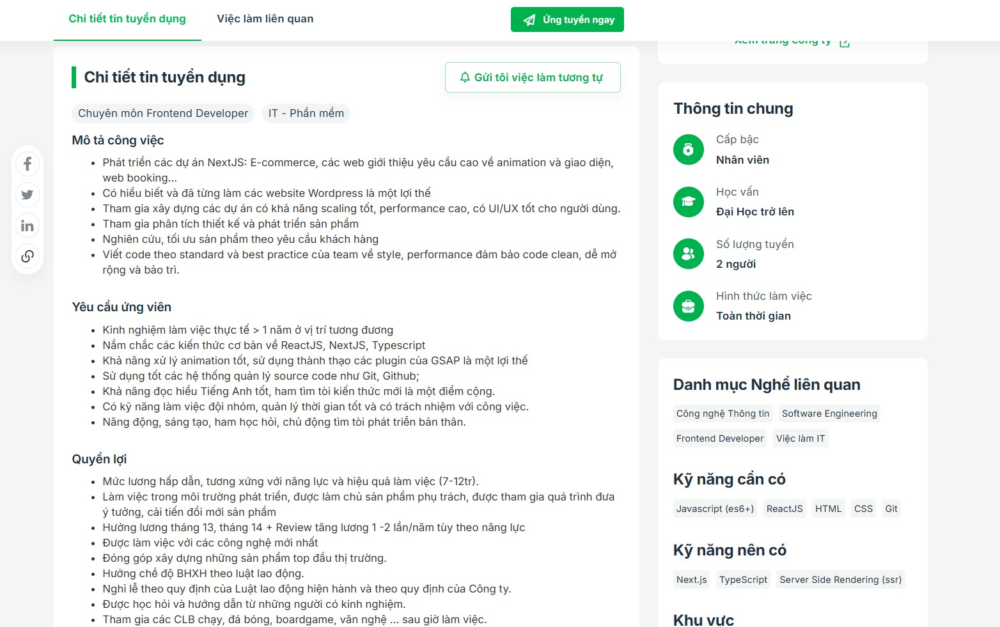 Chi tiết tin tuyển dụng
Việc làm liên quan
Ứng tuyển ngay
Xem trang công ty
Chi tiết tin tuyển dụng
Gửi tôi việc làm tương tự
Chuyên môn Frontend Developer
IT - Phần mềm
Mô tả công việc
Phát triển các dự án NextJS: E-commerce, các web giới thiệu yêu cầu cao về animation và giao diện,
web booking...
Có hiểu biết và đã từng làm các website Wordpress là một lợi thế
Tham gia xây dựng các dự án có khả năng scaling tốt, performance cao, có UI/UX tốt cho người dùng.
Tham gia phân tích thiết kế và phát triển sản phẩm
Nghiên cứu, tối ưu sản phẩm theo yêu cầu khách hàng
Viết code theo standard và best practice của team về style, performance đảm bảo code clean, dễ mở
rộng và bảo trì.
Yêu cầu ứng viên
Kinh nghiệm làm việc thực tế > 1 năm ở vị trí tương đương
Nắm chắc các kiến thức cơ bản về ReactJS, NextJS, Typescript
Khả năng xử lý animation tốt, sử dụng thành thạo các plugin của GSAP là một lợi thế
Sử dụng tốt các hệ thống quản lý source code như Git, Github;
Khả năng đọc hiểu Tiếng Anh tốt, ham tìm tòi kiến thức mới là một điểm cộng.
Có kỹ năng làm việc đội nhóm, quản lý thời gian tốt và có trách nhiệm với công việc.
Năng động, sáng tạo, ham học hỏi, chủ động tìm tòi phát triển bản thân.
Quyền lợi
Mức lương hấp dẫn, tương xứng với năng lực và hiệu quả làm việc (7-12tr).
Làm việc trong môi trường phát triển, được làm chủ sản phẩm phụ trách, được tham gia quá trình đưa
ý tưởng, cải tiến đổi mới sản phẩm
Hưởng lương tháng 13, tháng 14 + Review tăng lương 1 -2 lần/năm tùy theo năng lực
Được làm việc với các công nghệ mới nhất
Đóng góp xây dựng những sản phẩm top đầu thị trường.
Hưởng chế độ BHXH theo luật lao động.
Nghỉ lễ theo quy định của Luật lao động hiện hành và theo quy định của Công ty.
Được học hỏi và hướng dẫn từ những người có kinh nghiệm.
Tham gia các CLB chạy, đá bóng, boardgame, văn nghệ ... sau giờ làm việc.
Thông tin chung
Cấp bậc
Nhân viên
Học vấn
Đại Học trở lên
Số lượng tuyển
2 người
Hình thức làm việc
Toàn thời gian
Danh mục Nghề liên quan
Công nghệ Thông tin
Software Engineering
Frontend Developer
Việc làm IT
Kỹ năng cần có
Javascript (es6+)
ReactJS
HTML
CSS
Git
Kỹ năng nên có
Next.js
TypeScript
Server Side Rendering (ssr)
Khu vực